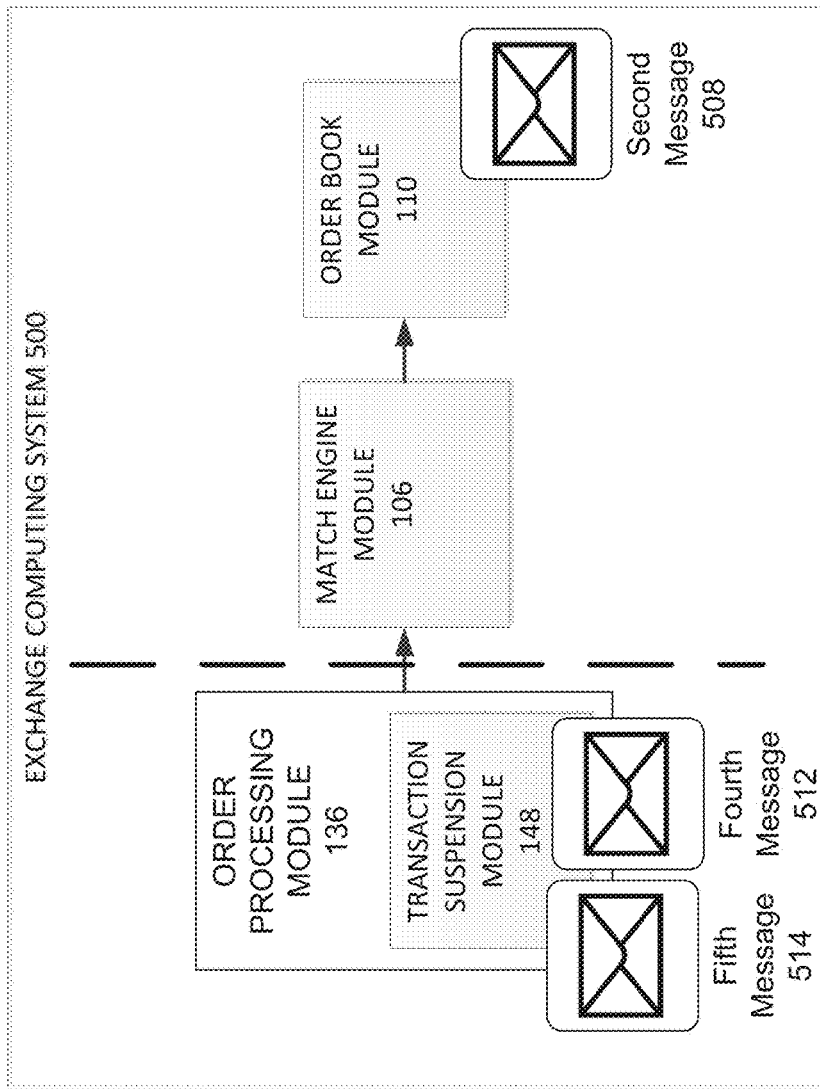 EXCHANGE COMPUTING SYSTEM 500
ORDER
PROCESSING
MODULE
136
TRANSACTION
SUSPENSION
MODULE
148
Fifth
Message
514
Fourth
Message
512
MATCH ENGINE
MODULE
106
ORDER BOOK
MODULE
110
Second
Message
508